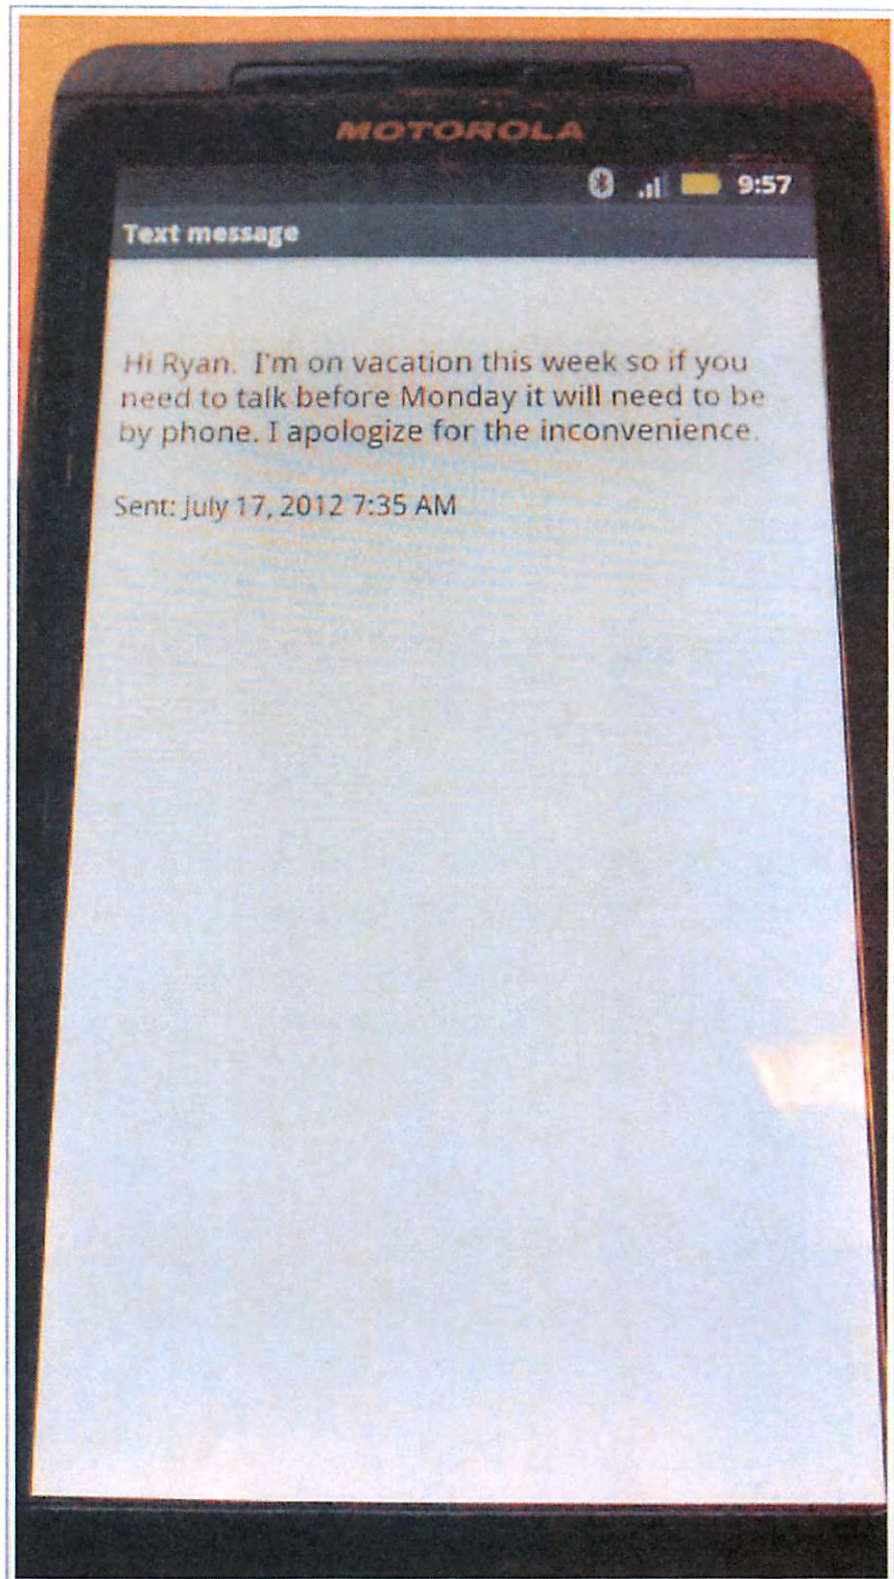 MOTOROLA
9:57
Text message
Hi Ryan.  I'm on vacation this week so if you
need to talk before Monday it will need to be
by phone. I apologize for the inconvenience.
Sent: July 17, 2012 7:35 AM